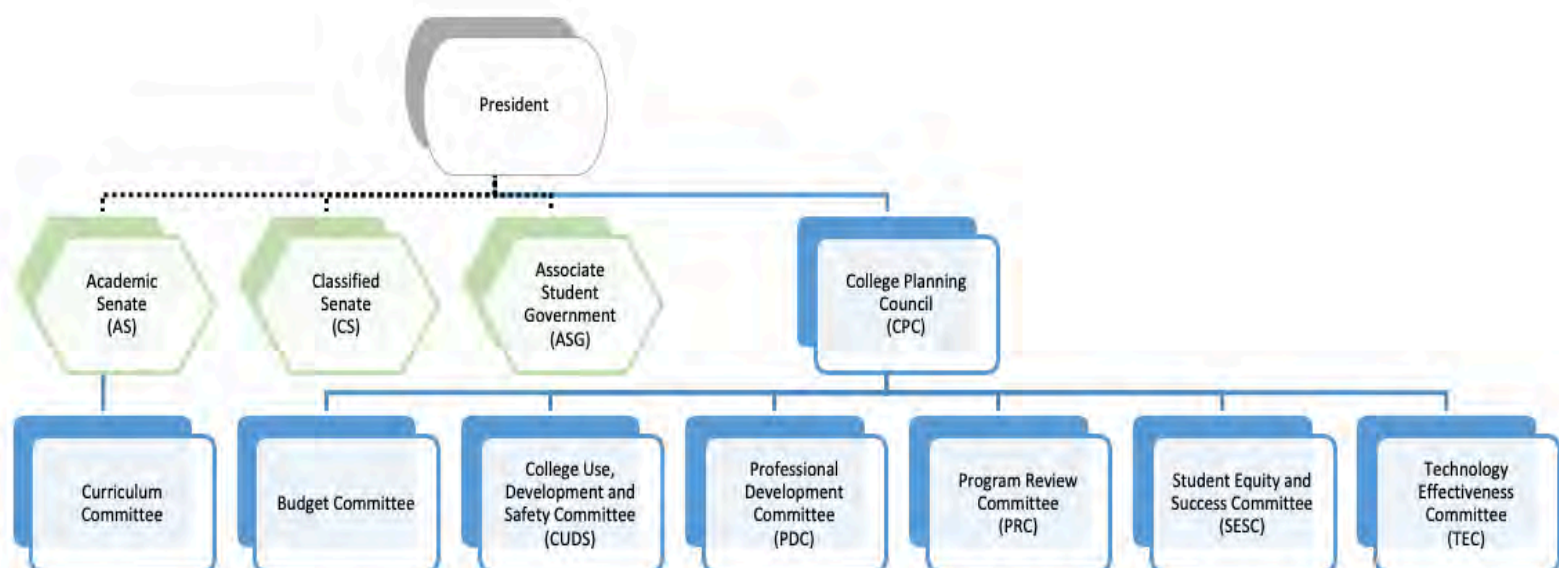 President
Academic
Senate
(AS)
Classified
Senate
(CS)
Associate
Student
Government
(ASG)
College Planning
Council
(CPC)
Curriculum
Committee
Budget Committee
College Use,
Development and
Safety Committee
(CUDS)
Professional
Development
Committee
(PDC)
Program Review
Committee
(PRC)
Student Equity and
Success Committee
(SESC)
Technology
Effectiveness
Committee
(TEC)